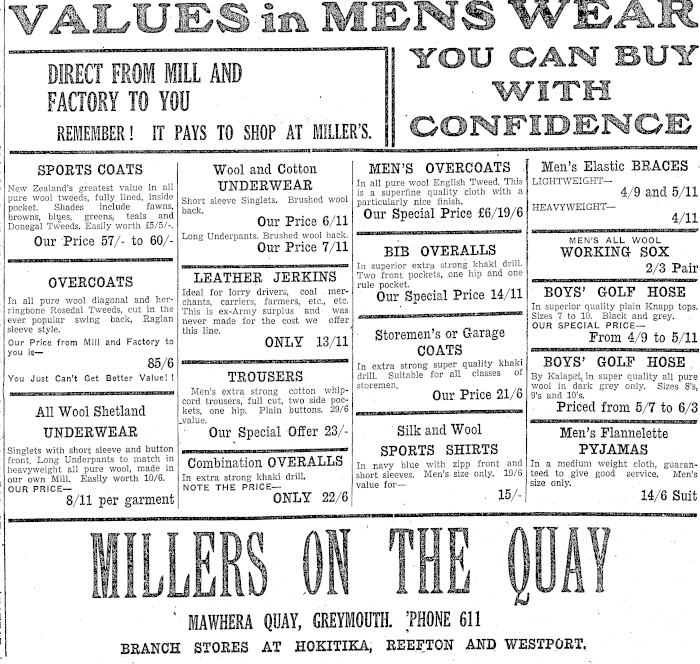 VALUES in MENS WEAR
DIRECT FROM MILL AND
FACTORY TO YOU
REMEMBER! IT PAYS TO SHOP AT MILLER'S.
YOU CAN BUY
WITH
CONFIDENCE
SPORTS COATS
New Zealand's greatest value in all
pure wool tweeds, fully lined, inside
pocket. Shades include fawns,
browns, blues, greens, teals and
Donegal Tweeds. Easily worth £5/5/-.
Our Price 57/- to 60/-
OVERCOATS
In all pure wool diagonal and her-
ringbone Rosedal Tweeds, cut in the
ever popular swing back, Raglan
sleeve style.
Our Price from Mill and Factory to
you is—
85/6
You Just Can't Get Better Value!!
All Wool Shetland
UNDERWEAR
Singlets with short sleeve and button
front, Long Underpants to match in
heavyweight all pure wool, made in
our own Mill. Easily worth 10/6.
OUR PRICE—
8/11 per garment
Wool and Cotton
UNDERWEAR
Short sleeve Singlets. Brushed wool
back.
Our Price 6/11
Long Underpants. Brushed wool back.
Our Price 7/11
LEATHER JERKINS
Ideal for lorry drivers, coal mer-
chants, carriers, farmers, etc., etc.
This is ex-Army surplus and was
never made for the cost we offer
this line.
ONLY 13/11
TROUSERS
Men's extra strong cotton whip-
cord trousers, full cut, two side poc-
kets, one hip. Plain buttons. 29/6
value.
Our Special Offer 23/-
Combination OVERALLS
In extra strong khaki drill.
NOTE THE PRICE—
ONLY 22/6
MEN'S OVERCOATS
In all pure wool English Tweed. This
is a superfine quality cloth with a
particularly nice finish.
Our Special Price £6/19/6
BIB OVERALLS
In superior extra strong khaki drill.
Two front pockets, one hip and one
rule pocket.
Our Special Price 14/11
Storemen's or Garage
COATS
In extra strong super quality khaki
drill. Suitable for all classes of
storemen.
Our Price 21/6
Silk and Wool
SPORTS SHIRTS
In navy blue with zipp front and
short sleeves. Men's size only. 19/6
value for—
15/-
Men's Elastic BRACES
LIGHTWEIGHT—
4/9 and 5/11
HEAVYWEIGHT—
4/11
MEN'S ALL WOOL
WORKING SOX
2/3 Pair
BOYS' GOLF HOSE
In superior quality plain Knapp tops.
Sizes 7 to 10. Black and grey.
OUR SPECIAL PRICE—
From 4/9 to 5/11
BOYS' GOLF HOSE
By Kaiapoi, in super quality all pure
wool in dark grey only. Sizes 8's,
9's and 10's.
Priced from 5/7 to 6/3
Men's Flannelette
PYJAMAS
In a medium weight cloth, guaran-
teed to give good service. Men's
size only.
14/6 Suit
MILLERS ON THE QUAY
MAWHERA QUAY, GREYMOUTH. 'PHONE 611
BRANCH STORES AT HOKITIKA, REEFTON AND WESTPORT.